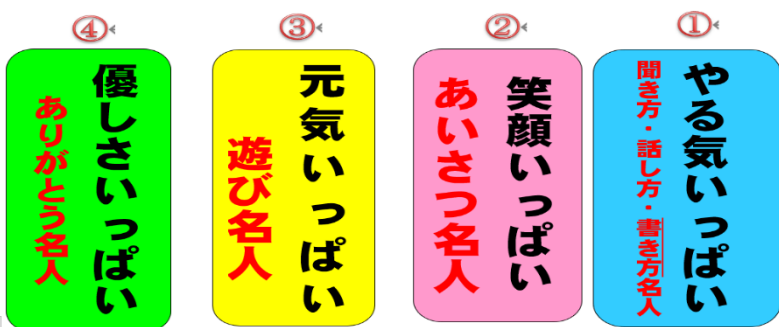 ①
やる気いっぱい
聞き方・話し方・書き方名人
②
笑顔いっぱい
あいさつ名人
③
元気いっぱい
遊び名人
④
優しさいっぱい
ありがとう名人